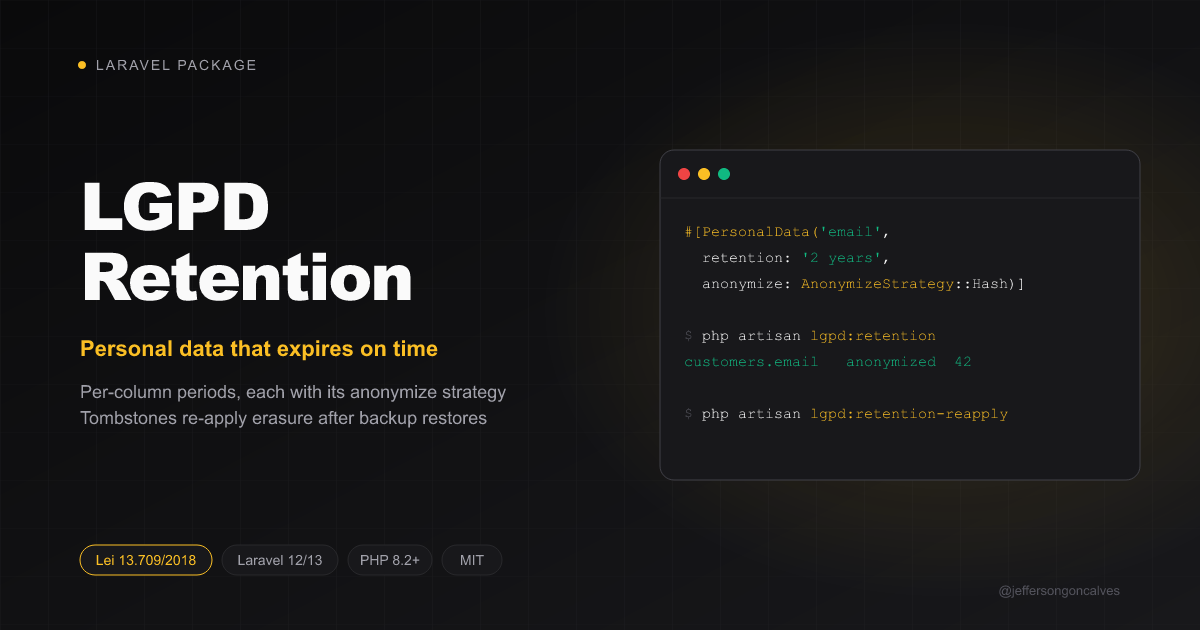 LARAVEL PACKAGE
LGPD
Retention
Personal data that expires on time
Per-column periods, each with its anonymize strategy
Tombstones re-apply erasure after backup restores
#[PersonalData('email',
  retention: '2 years',
  anonymize: AnonymizeStrategy::Hash)]
$ php artisan lgpd:retention
customers.email   anonymized  42
$ php artisan lgpd:retention-reapply
Lei 13.709/2018
Laravel 12/13
PHP 8.2+
MIT
@jeffersongoncalves